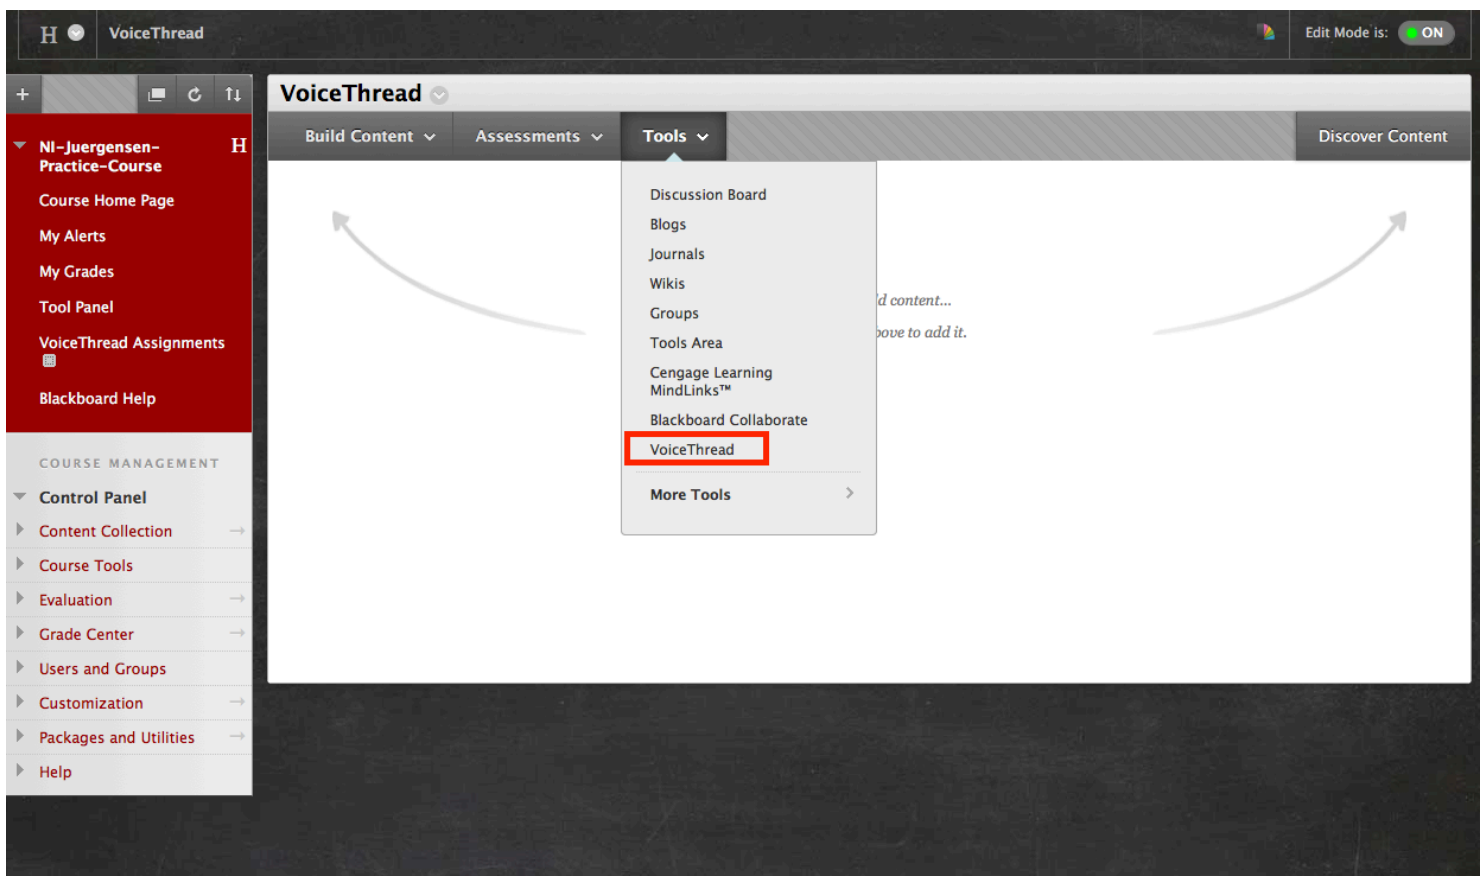 H
VoiceThread
Edit Mode is: ON
VoiceThread
NI-Juergensen-
Practice-Course
H
Course Home Page
My Alerts
My Grades
Tool Panel
VoiceThread Assignments
Blackboard Help
COURSE MANAGEMENT
Control Panel
Content Collection
Course Tools
Evaluation
Grade Center
Users and Groups
Customization
Packages and Utilities
Help
Build Content
Assessments
Tools
Discover Content
Discussion Board
Blogs
Journals
Wikis
Groups
Tools Area
Cengage Learning
MindLinks™
Blackboard Collaborate
VoiceThread
More Tools
content...
to add it.